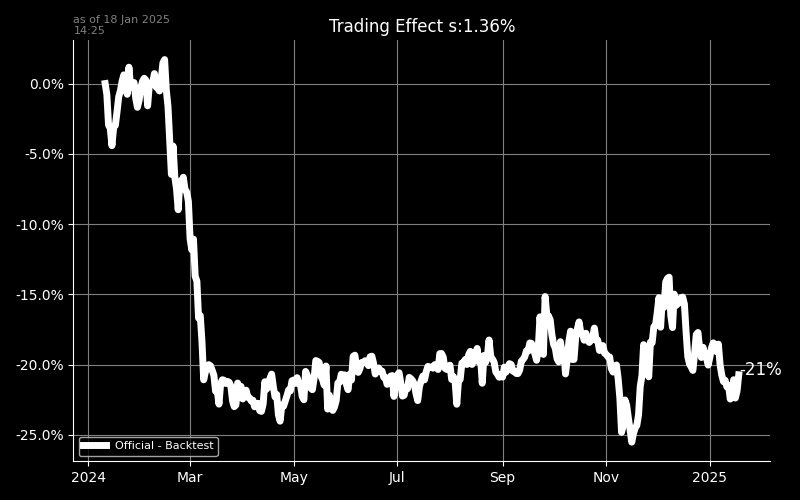 as of 18 Jan 2025
14:25
Trading Effect s:1.36%
0.0%
-5.0%
-10.0%
-15.0%
-20.0%
-25.0%
-21%
Official - Backtest
2024 Mar May Jul Sep Nov 2025